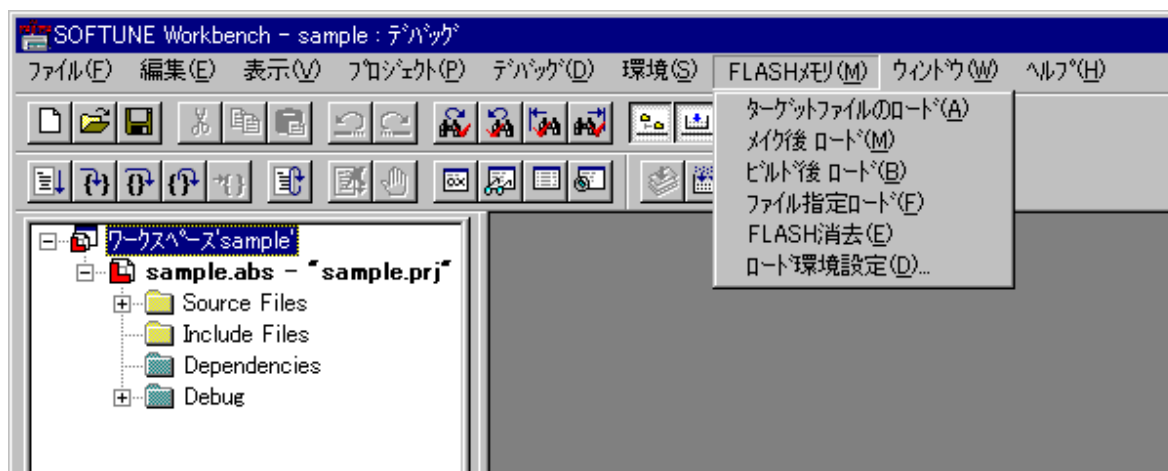 SOFTUNE Workbench - sample : ﾃﾞﾊﾞｯｸﾞ
ﾌｧｲﾙ(F) 編集(E) 表示(V) ﾌﾟﾛｼﾞｪｸﾄ(P) ﾃﾞﾊﾞｯｸﾞ(D) 環境(S) FLASHﾒﾓﾘ(M) ｳｨﾝﾄﾞｳ(W) ﾍﾙﾌﾟ(H)
ﾀｰｹﾞｯﾄﾌｧｲﾙのﾛｰﾄﾞ(A)
ﾒｲｸ後 ﾛｰﾄﾞ(M)
ﾋﾞﾙﾄﾞ後 ﾛｰﾄﾞ(B)
ﾌｧｲﾙ指定ﾛｰﾄﾞ(F)
FLASH消去(E)
ﾛｰﾄﾞ環境設定(D)...
ﾜｰｸｽﾍﾟｰｽ'sample'
sample.abs - "sample.prj"
Source Files
Include Files
Dependencies
Debug